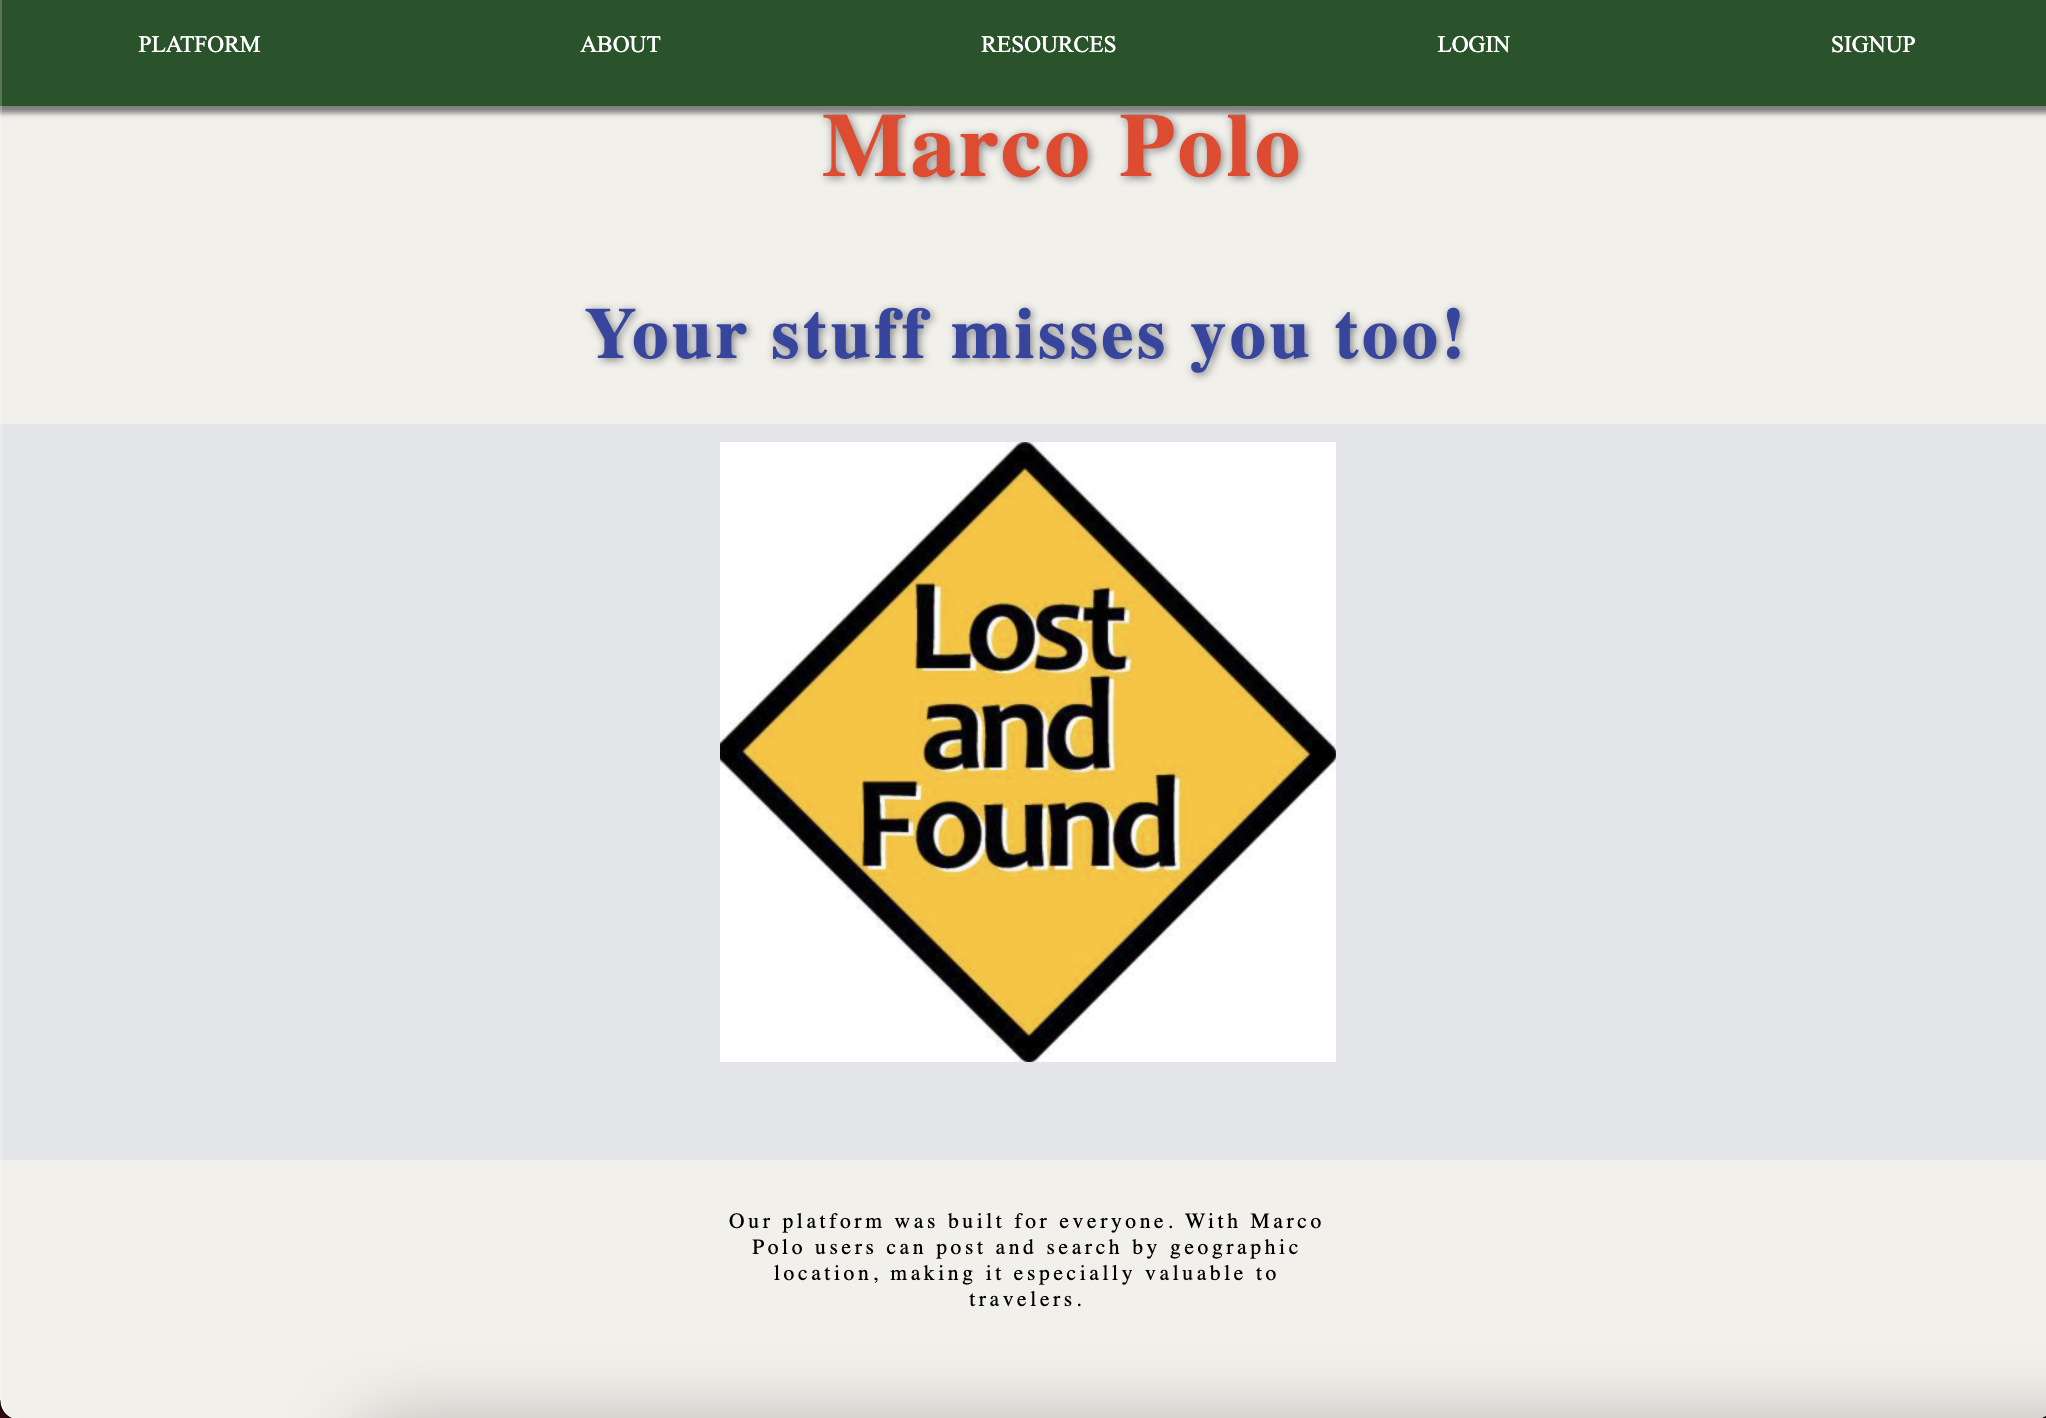 PLATFORM ABOUT RESOURCES LOGIN SIGNUP
Marco Polo
Your stuff misses you too!
Lost
and
Found
Our platform was built for everyone. With Marco
Polo users can post and search by geographic
location, making it especially valuable to
travelers.